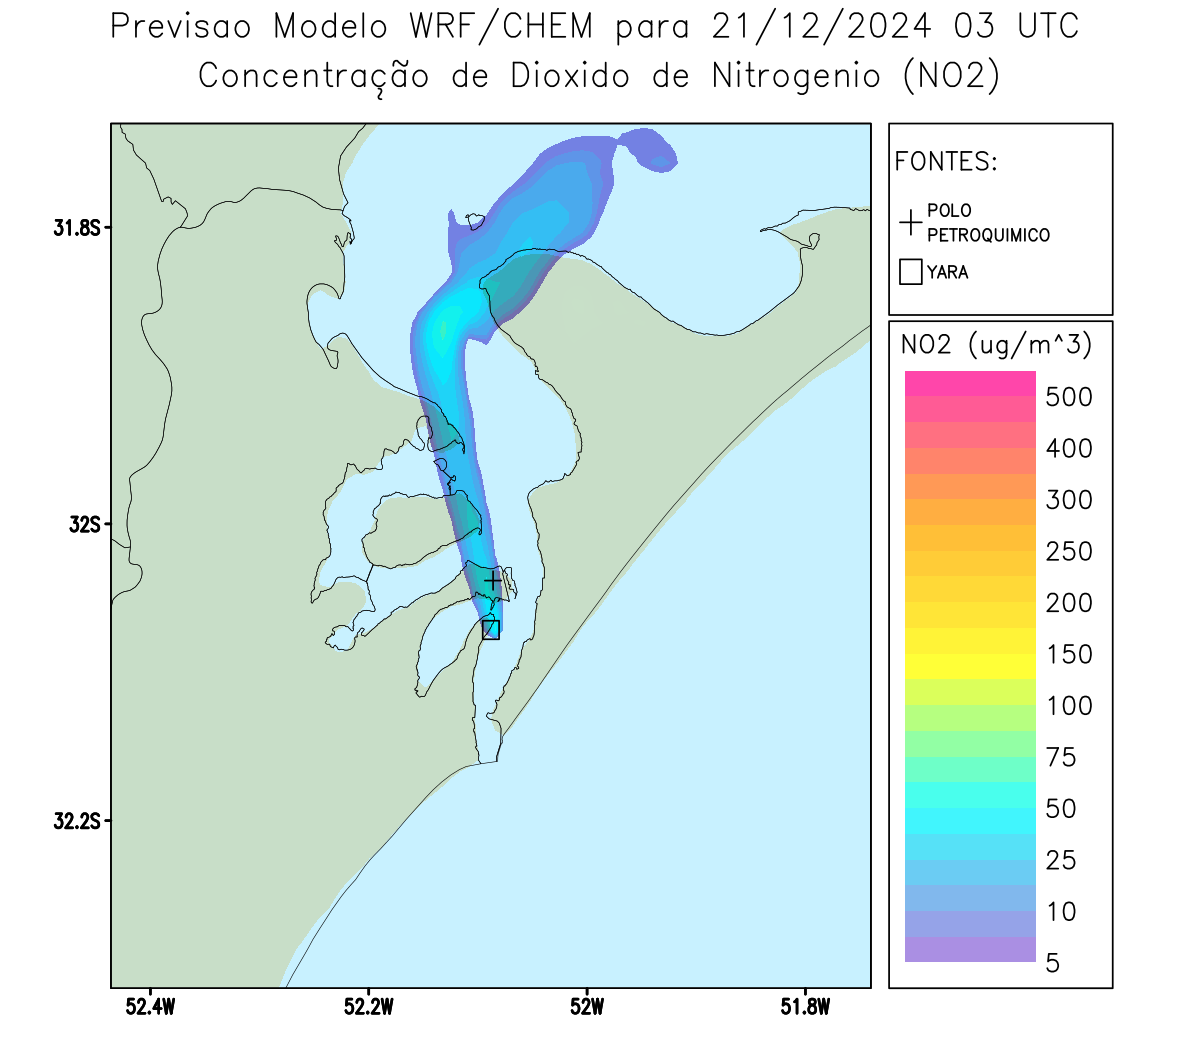 Previsao Modelo WRF/CHEM para 21/12/2024 03 UTC
Concentração de Dioxido de Nitrogenio (NO2)
31.8S
32S
32.2S
52.4W
52.2W
52W
51.8W
FONTES:
POLO
PETROQUIMICO
YARA
NO2 (ug/m^3)
500
400
300
250
200
150
100
75
50
25
10
5